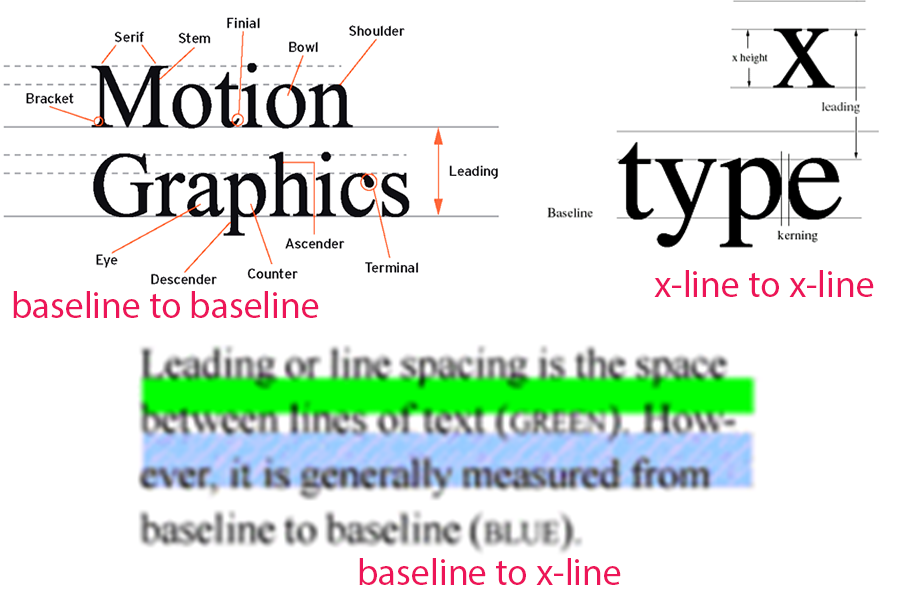 Finial
Serif
Stem
Shoulder
Bowl
Bracket
Motion
Leading
Graphics
Ascender
Eye
Descender
Counter
Terminal
baseline to baseline
x height
x
leading
type
Baseline
kerning
x-line to x-line
Leading or line spacing is the space
between lines of text (GREEN). How-
ever, it is generally measured from
baseline to baseline (BLUE).
baseline to x-line